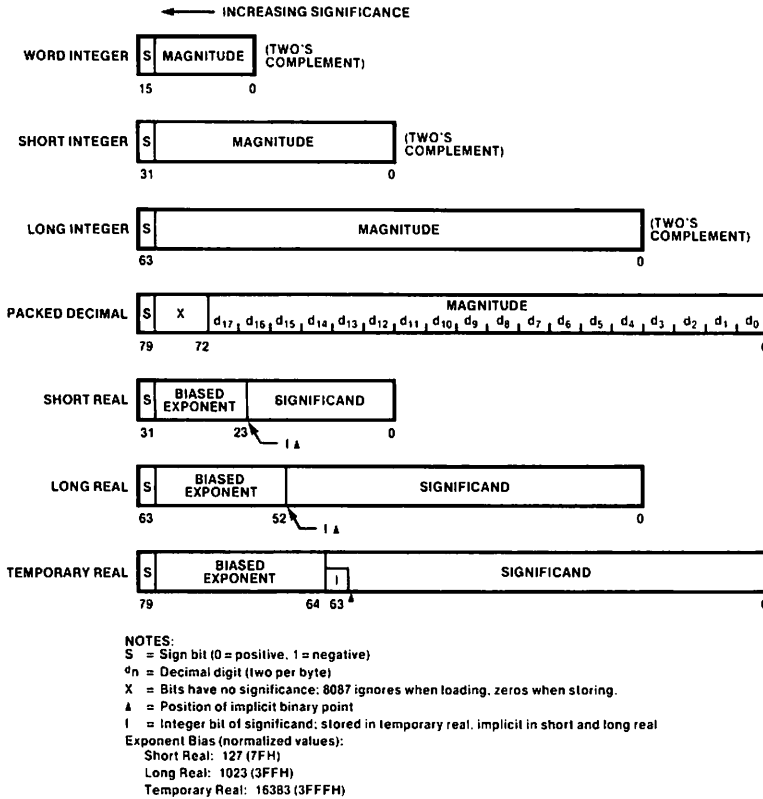 INCREASING SIGNIFICANCE
WORD INTEGER S MAGNITUDE (TWO'S COMPLEMENT)
15 0
SHORT INTEGER S MAGNITUDE (TWO'S COMPLEMENT)
31 0
LONG INTEGER S MAGNITUDE (TWO'S COMPLEMENT)
63 0
PACKED DECIMAL S X MAGNITUDE
d17 d16 d15 d14 d13 d12 d11 d10 d9 d8 d7 d6 d5 d4 d3 d2 d1 d0
79 72
SHORT REAL S BIASED EXPONENT SIGNIFICAND
31 23 0
I ▲
LONG REAL S BIASED EXPONENT SIGNIFICAND
63 52 0
I ▲
TEMPORARY REAL S BIASED EXPONENT I SIGNIFICAND
79 64 63 ▲
NOTES:
S = Sign bit (0 = positive, 1 = negative)
dn = Decimal digit (two per byte)
X = Bits have no significance; 8087 ignores when loading, zeros when storing.
▲ = Position of implicit binary point
I = Integer bit of significand; stored in temporary real, implicit in short and long real
Exponent Bias (normalized values):
Short Real: 127 (7FH)
Long Real: 1023 (3FFH)
Temporary Real: 16383 (3FFFH)